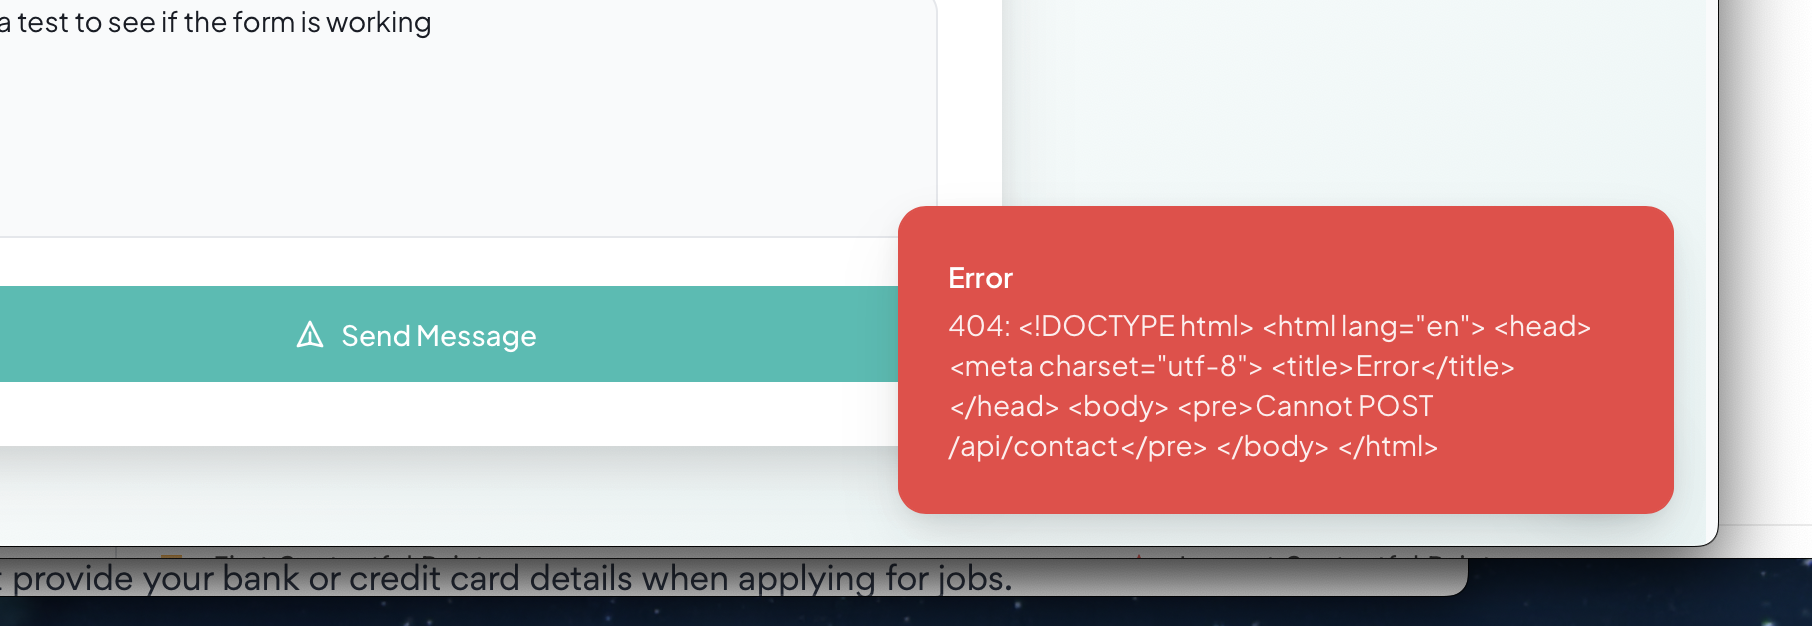 a test to see if the form is working
Send Message
Error
404: <!DOCTYPE html> <html lang="en"> <head>
<meta charset="utf-8"> <title>Error</title>
</head> <body> <pre>Cannot POST
/api/contact</pre> </body> </html>
provide your bank or credit card details when applying for jobs.